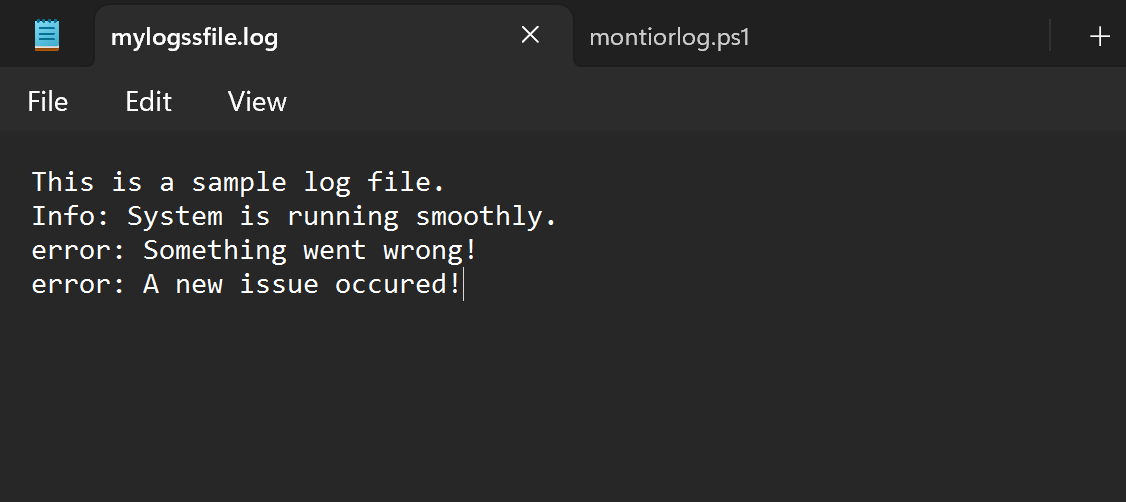 mylogssfile.log montiorlog.ps1
File Edit View
This is a sample log file.
Info: System is running smoothly.
error: Something went wrong!
error: A new issue occured!